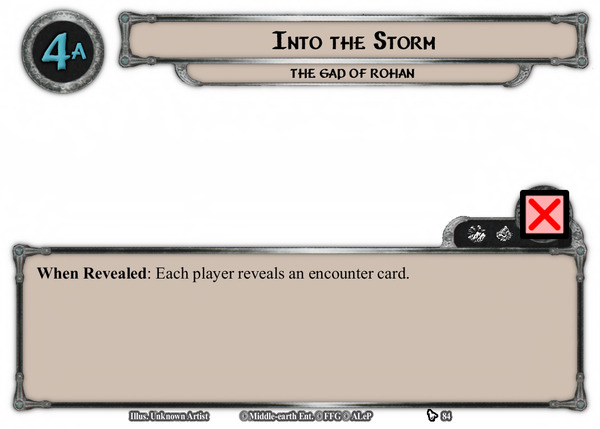 4A
INTO THE STORM
THE GAP OF ROHAN
When Revealed: Each player reveals an encounter card.
Illus. Unknown Artist
© Middle-earth Ent. © FFG © ALeP
84